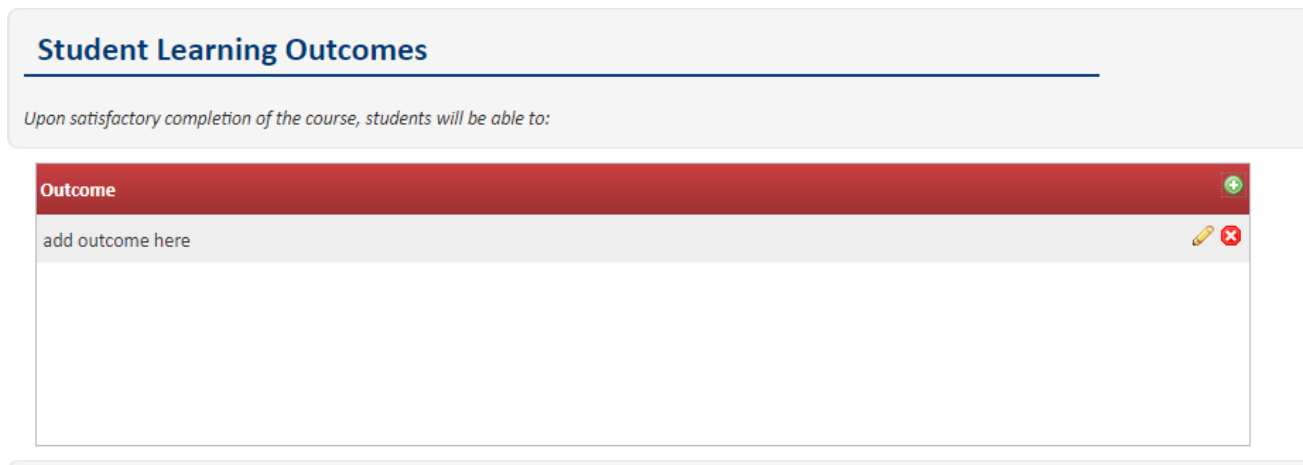 Student Learning Outcomes
Upon satisfactory completion of the course, students will be able to:
Outcome
add outcome here